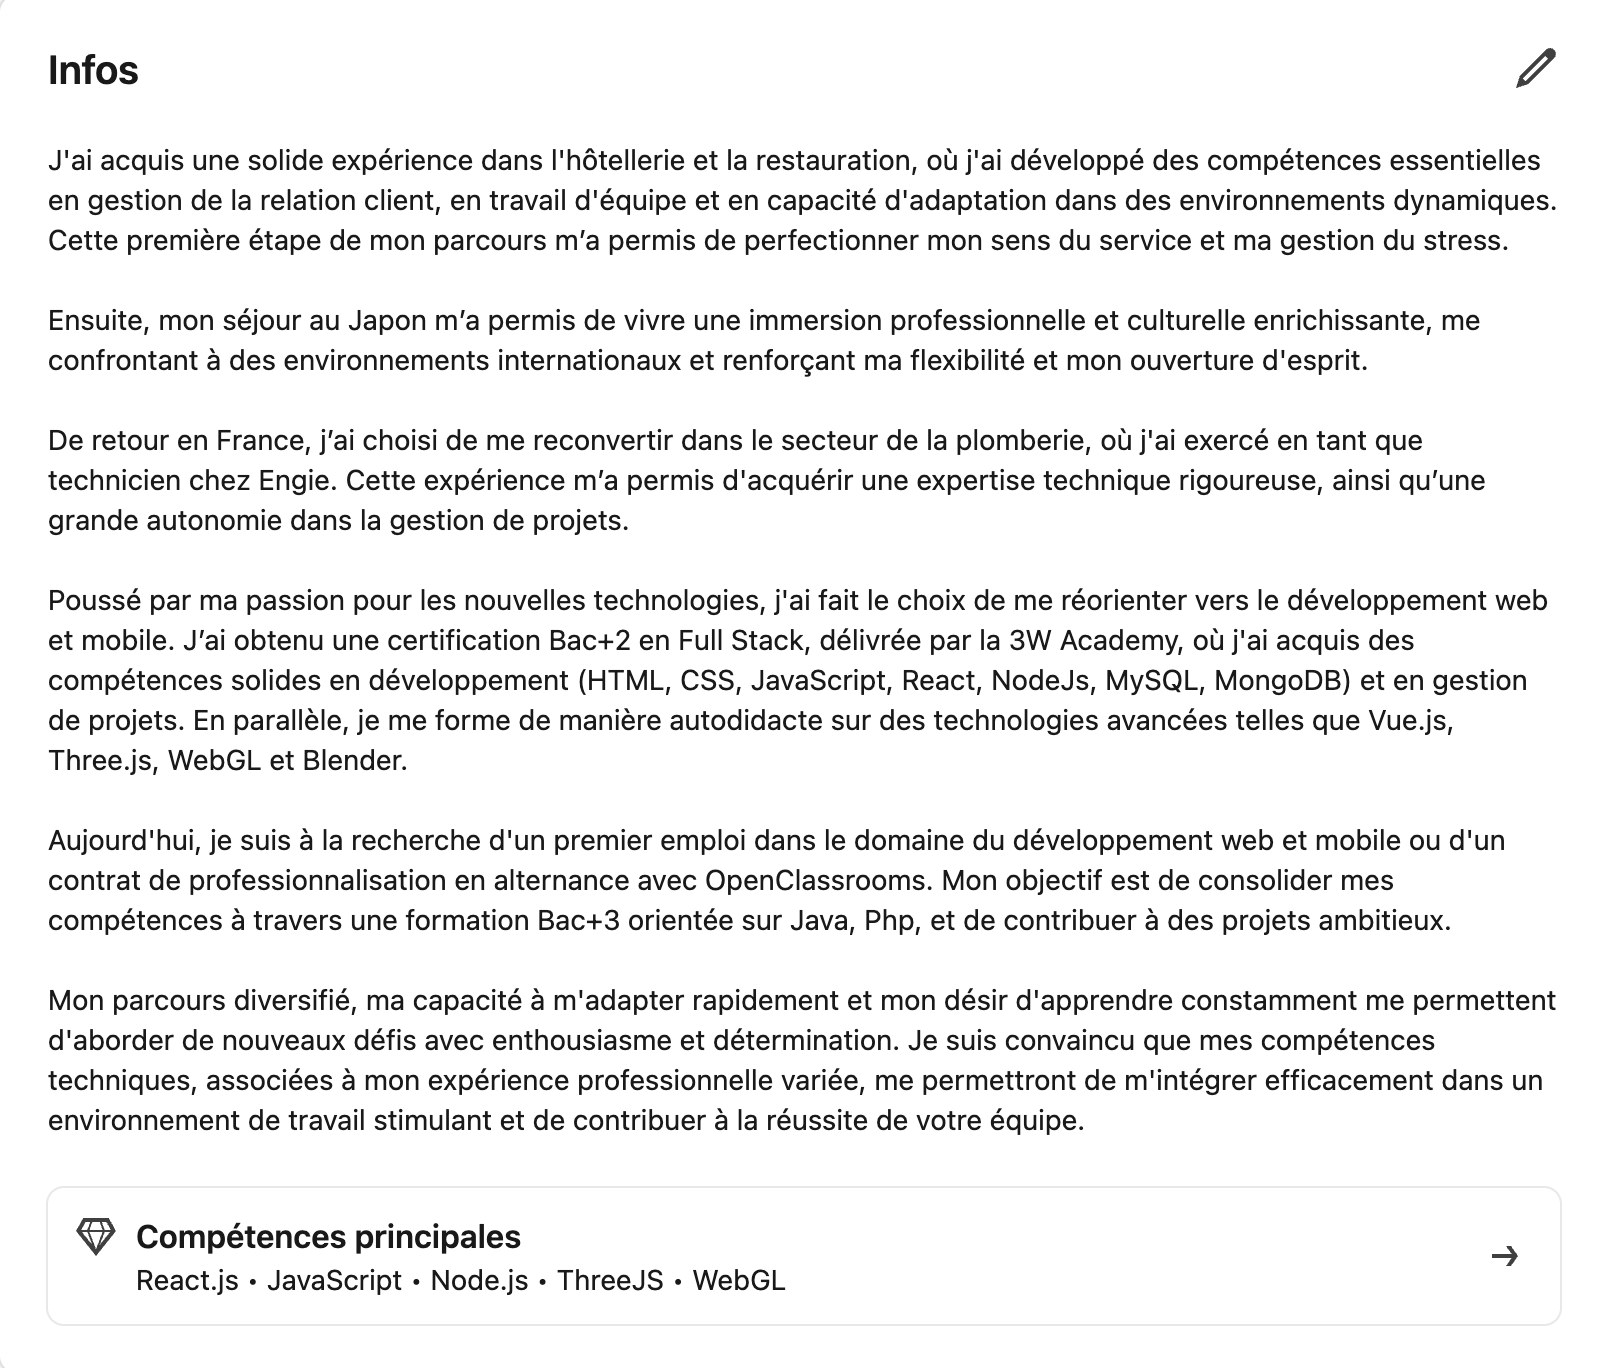 Infos
J'ai acquis une solide expérience dans l'hôtellerie et la restauration, où j'ai développé des compétences essentielles
en gestion de la relation client, en travail d'équipe et en capacité d'adaptation dans des environnements dynamiques.
Cette première étape de mon parcours m’a permis de perfectionner mon sens du service et ma gestion du stress.
Ensuite, mon séjour au Japon m’a permis de vivre une immersion professionnelle et culturelle enrichissante, me
confrontant à des environnements internationaux et renforçant ma flexibilité et mon ouverture d'esprit.
De retour en France, j’ai choisi de me reconvertir dans le secteur de la plomberie, où j'ai exercé en tant que
technicien chez Engie. Cette expérience m’a permis d'acquérir une expertise technique rigoureuse, ainsi qu’une
grande autonomie dans la gestion de projets.
Poussé par ma passion pour les nouvelles technologies, j'ai fait le choix de me réorienter vers le développement web
et mobile. J’ai obtenu une certification Bac+2 en Full Stack, délivrée par la 3W Academy, où j'ai acquis des
compétences solides en développement (HTML, CSS, JavaScript, React, NodeJs, MySQL, MongoDB) et en gestion
de projets. En parallèle, je me forme de manière autodidacte sur des technologies avancées telles que Vue.js,
Three.js, WebGL et Blender.
Aujourd'hui, je suis à la recherche d'un premier emploi dans le domaine du développement web et mobile ou d'un
contrat de professionnalisation en alternance avec OpenClassrooms. Mon objectif est de consolider mes
compétences à travers une formation Bac+3 orientée sur Java, Php, et de contribuer à des projets ambitieux.
Mon parcours diversifié, ma capacité à m'adapter rapidement et mon désir d'apprendre constamment me permettent
d'aborder de nouveaux défis avec enthousiasme et détermination. Je suis convaincu que mes compétences
techniques, associées à mon expérience professionnelle variée, me permettront de m'intégrer efficacement dans un
environnement de travail stimulant et de contribuer à la réussite de votre équipe.
Compétences principales
React.js • JavaScript • Node.js • ThreeJS • WebGL